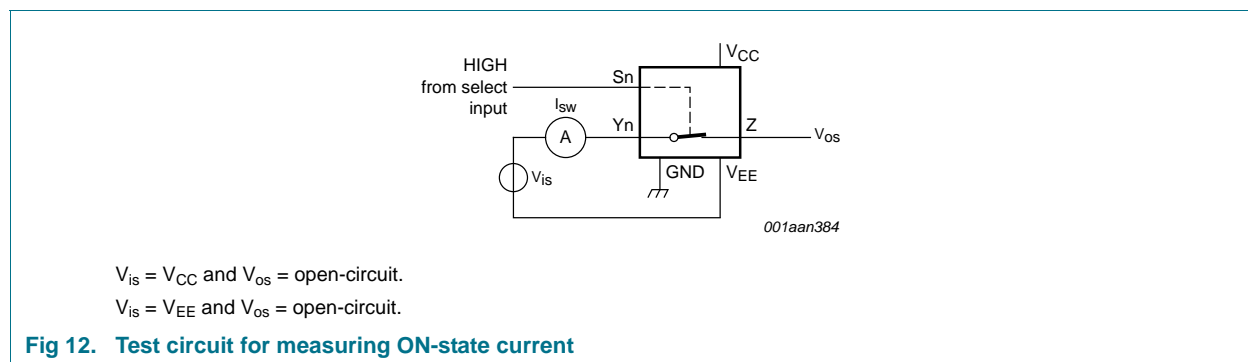 VCC
HIGH
from select
input
Sn
Isw
A
Yn
Z
Vos
Vis
GND
VEE
001aan384
Vis = VCC and Vos = open-circuit.
Vis = VEE and Vos = open-circuit.
Fig 12. Test circuit for measuring ON-state current